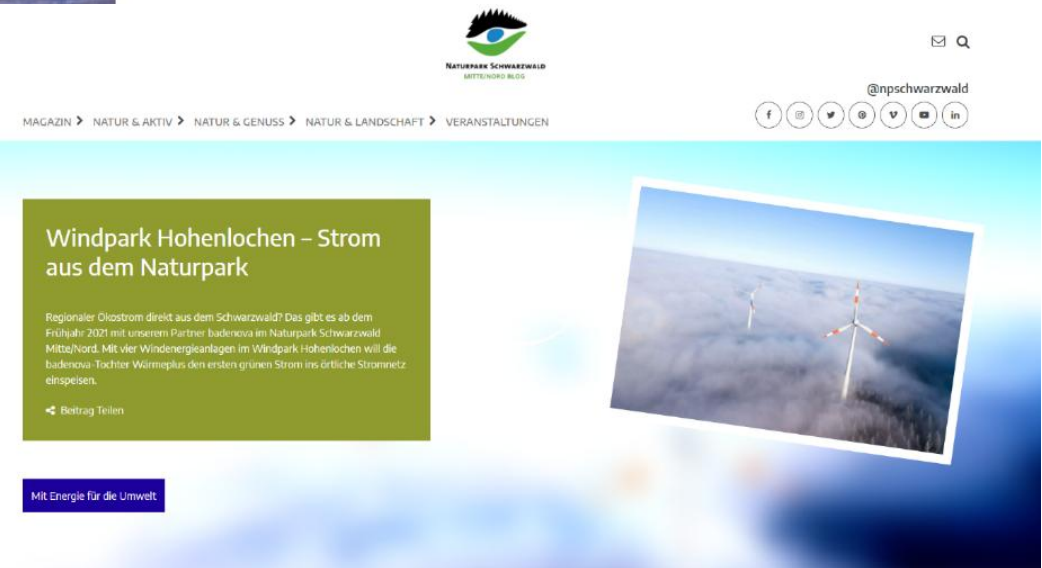 NATURPARK SCHWARZWALD
MITTE/NORD BLOG
@npschwarzwald
MAGAZIN NATUR & AKTIV NATUR & GENUSS NATUR & LANDSCHAFT VERANSTALTUNGEN
Windpark Hohenlochen – Strom
aus dem Naturpark
Regionaler Ökostrom direkt aus dem Schwarzwald? Das gibt es ab dem
Frühjahr 2021 mit unserem Partner badenova im Naturpark Schwarzwald
Mitte/Nord. Mit vier Windenergieanlagen im Windpark Hohenlochen will die
badenova-Tochter Wärmeplus den ersten grünen Strom ins örtliche Stromnetz
einspeisen.
Beitrag Teilen
Mit Energie für die Umwelt